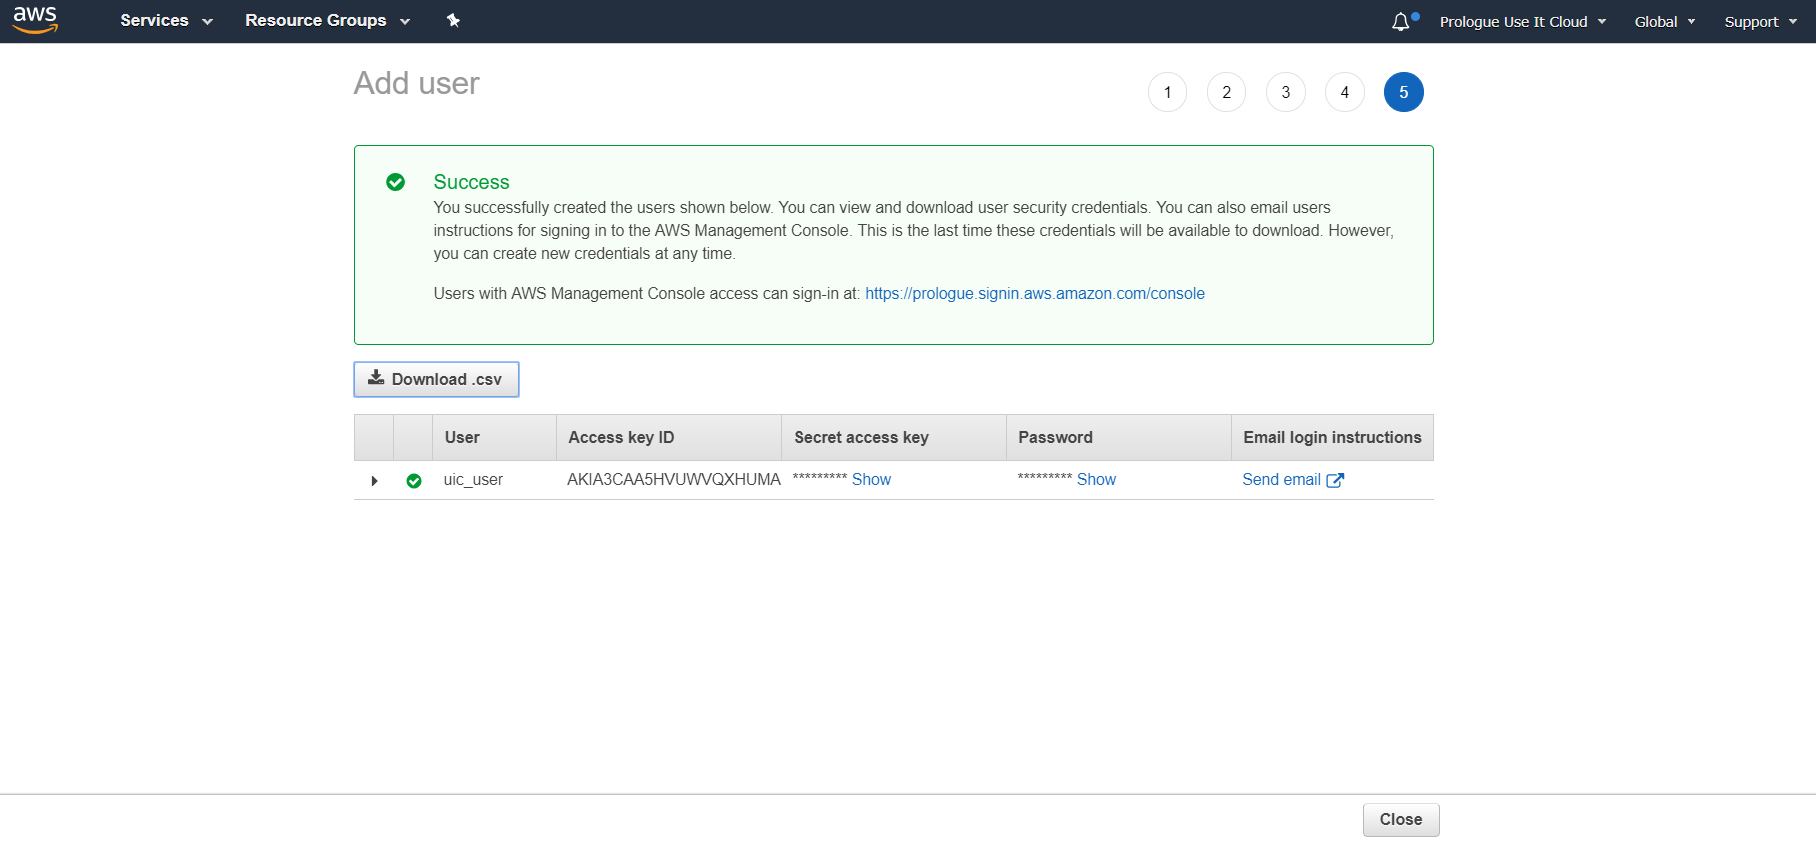 aws Services Resource Groups Prologue Use It Cloud Global Support
Add user
1 2 3 4 5
Success
You successfully created the users shown below. You can view and download user security credentials. You can also email users
instructions for signing in to the AWS Management Console. This is the last time these credentials will be available to download. However,
you can create new credentials at any time.
Users with AWS Management Console access can sign-in at: https://prologue.signin.aws.amazon.com/console
Download .csv
User Access key ID Secret access key Password Email login instructions
uic_user AKIA3CAA5HVUWVQXHUMA ********* Show ********* Show Send email
Close